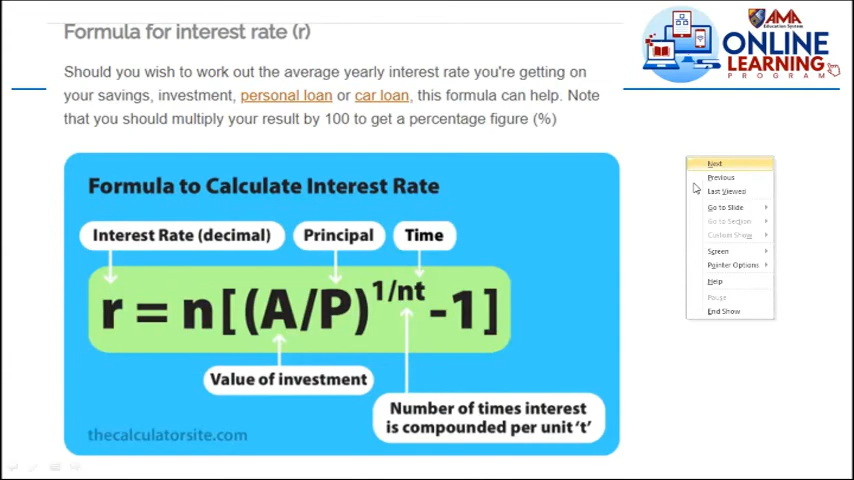 Formula for interest rate (r)
Should you wish to work out the average yearly interest rate you're getting on
your savings, investment, personal loan or car loan, this formula can help. Note
that you should multiply your result by 100 to get a percentage figure (%)
AMA
Education System
ONLINE
LEARNING
PROGRAM
Formula to Calculate Interest Rate
Interest Rate (decimal)
Principal
Time
r = n[(A/P)^1/nt -1]
Value of investment
Number of times interest
is compounded per unit 't'
thecalculatorsite.com
Next
Previous
Last Viewed
Go to Slide
Go to Section
Custom Show
Screen
Pointer Options
Help
Pause
End Show